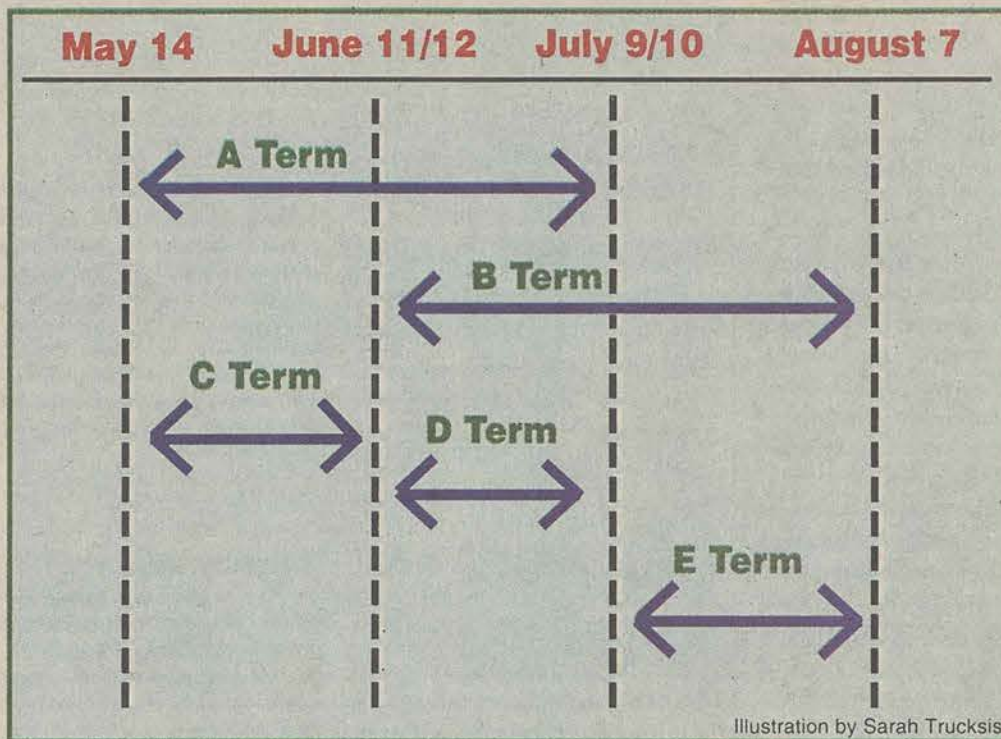 May 14 June 11/12 July 9/10 August 7
A Term
B Term
C Term
D Term
E Term
Illustration by Sarah Trucksis